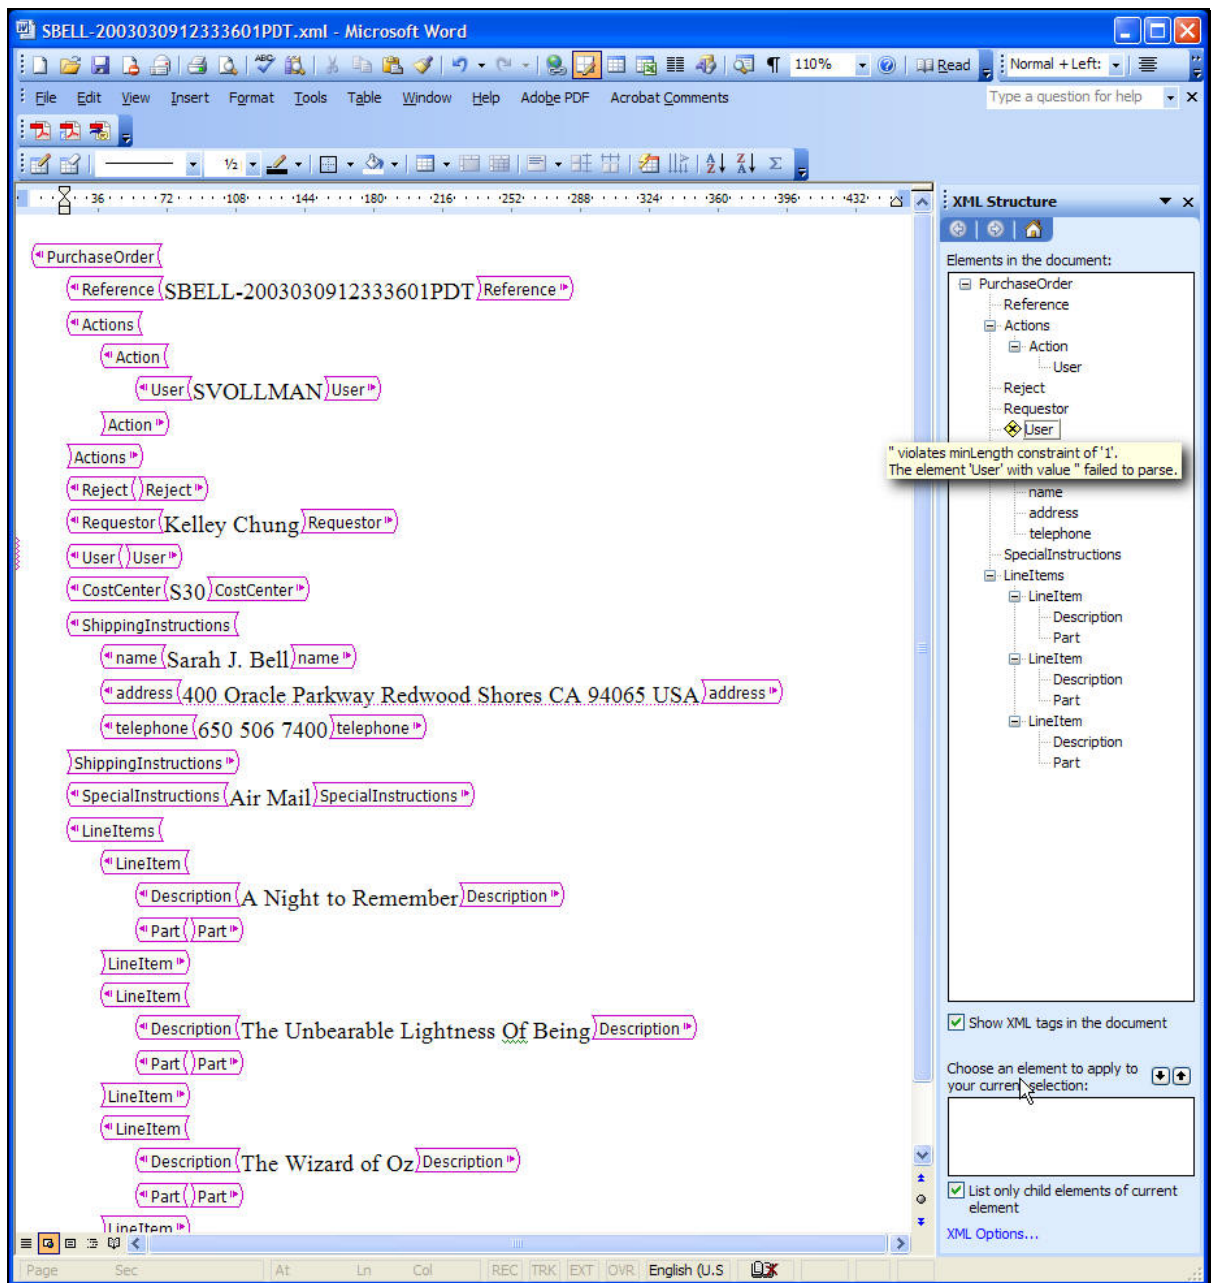 SBELL-2003030912333601PDT.xml - Microsoft Word
110% Read Normal + Left:
File Edit View Insert Format Tools Table Window Help Adobe PDF Acrobat Comments Type a question for help
½
36 72 108 144 180 216 252 288 324 360 396 432
XML Structure
Elements in the document:
PurchaseOrder
Reference
Actions
Action
User
Reject
Requestor
User
'' violates minLength constraint of '1'.
The element 'User' with value '' failed to parse.
name
address
telephone
SpecialInstructions
LineItems
LineItem
Description
Part
LineItem
Description
Part
LineItem
Description
Part
Show XML tags in the document
Choose an element to apply to
your current selection:
List only child elements of current
element
XML Options...
PurchaseOrder
Reference SBELL-2003030912333601PDT Reference
Actions
Action
User SVOLLMAN User
Action
Actions
Reject Reject
Requestor Kelley Chung Requestor
User User
CostCenter S30 CostCenter
ShippingInstructions
name Sarah J. Bell name
address 400 Oracle Parkway Redwood Shores CA 94065 USA address
telephone 650 506 7400 telephone
ShippingInstructions
SpecialInstructions Air Mail SpecialInstructions
LineItems
LineItem
Description A Night to Remember Description
Part Part
LineItem
LineItem
Description The Unbearable Lightness Of Being Description
Part Part
LineItem
LineItem
Description The Wizard of Oz Description
Part Part
LineItem
Page Sec At Ln Col REC TRK EXT OVR English (U.S